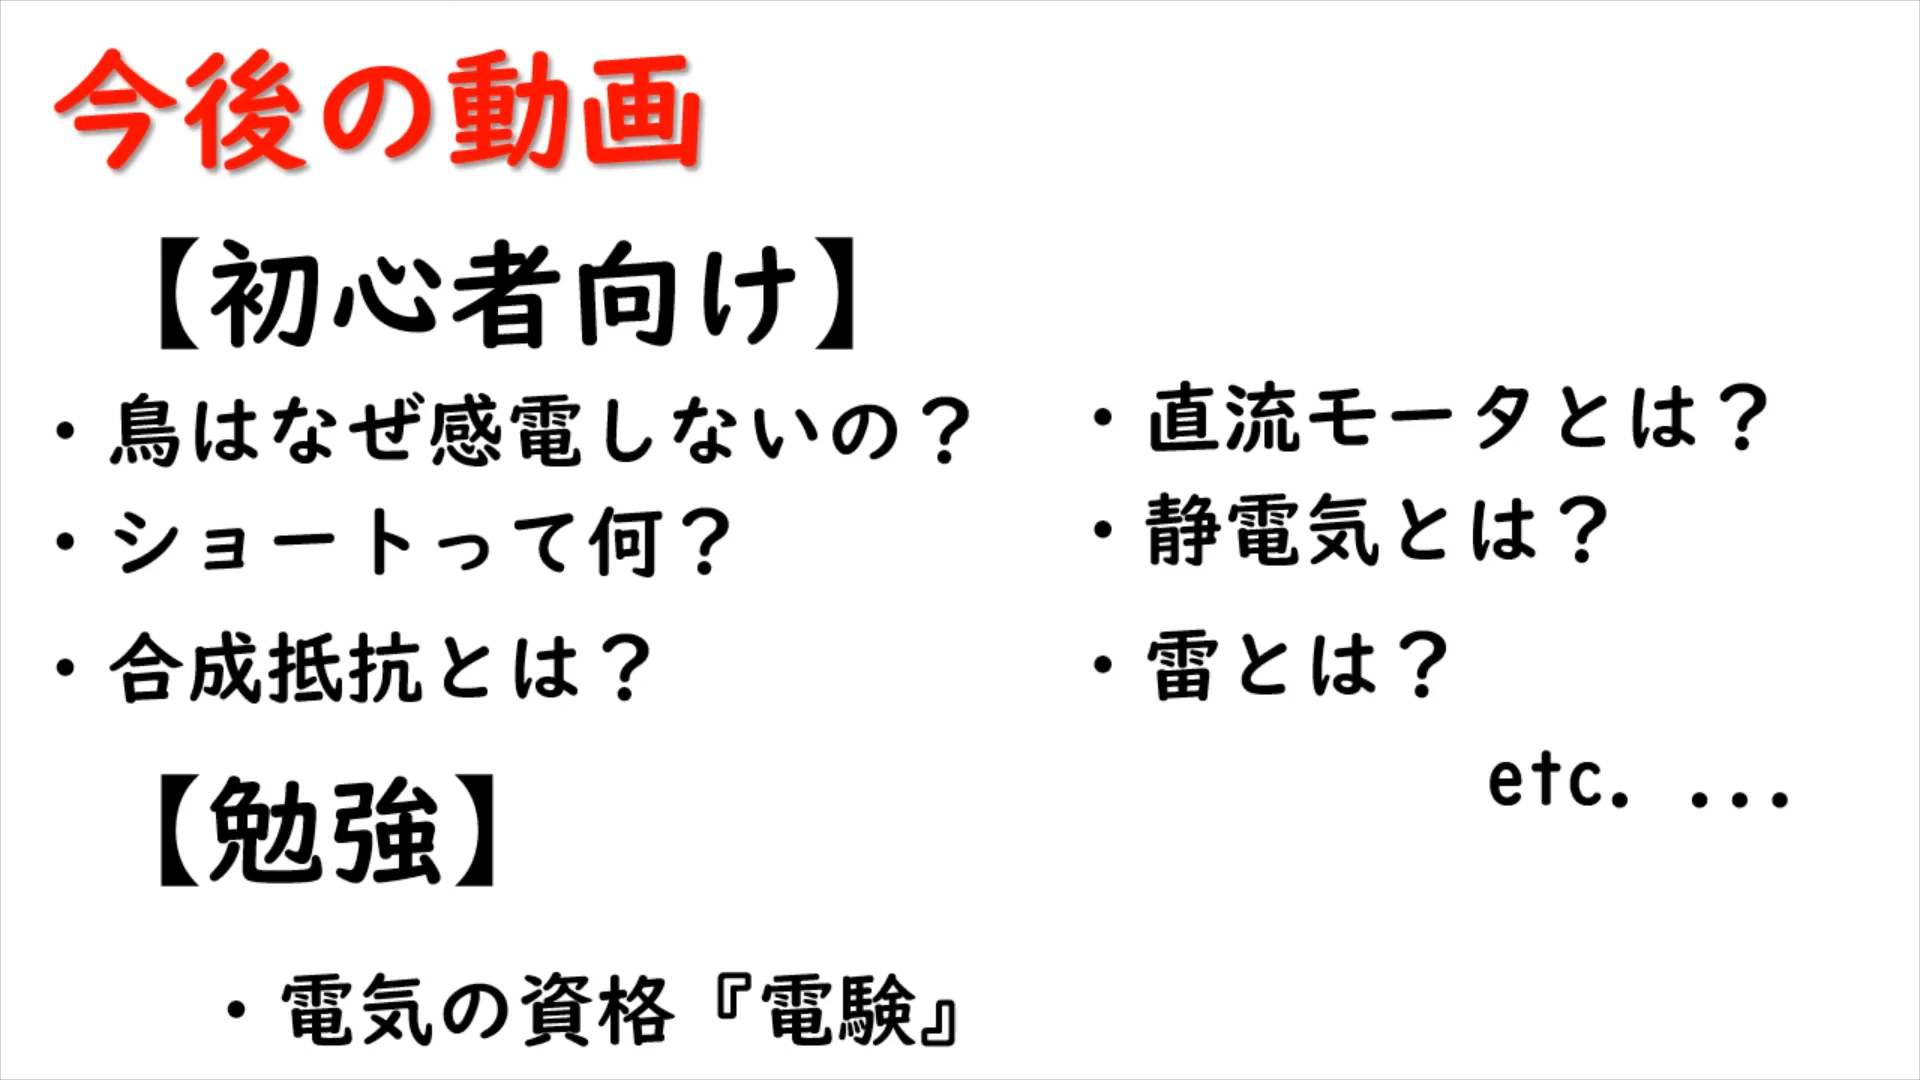 今後の動画
【初心者向け】
・鳥はなぜ感電しないの？
・ショートって何？
・合成抵抗とは？
・直流モータとは？
・静電気とは？
・雷とは？
etc. ...
【勉強】
・電気の資格『電験』